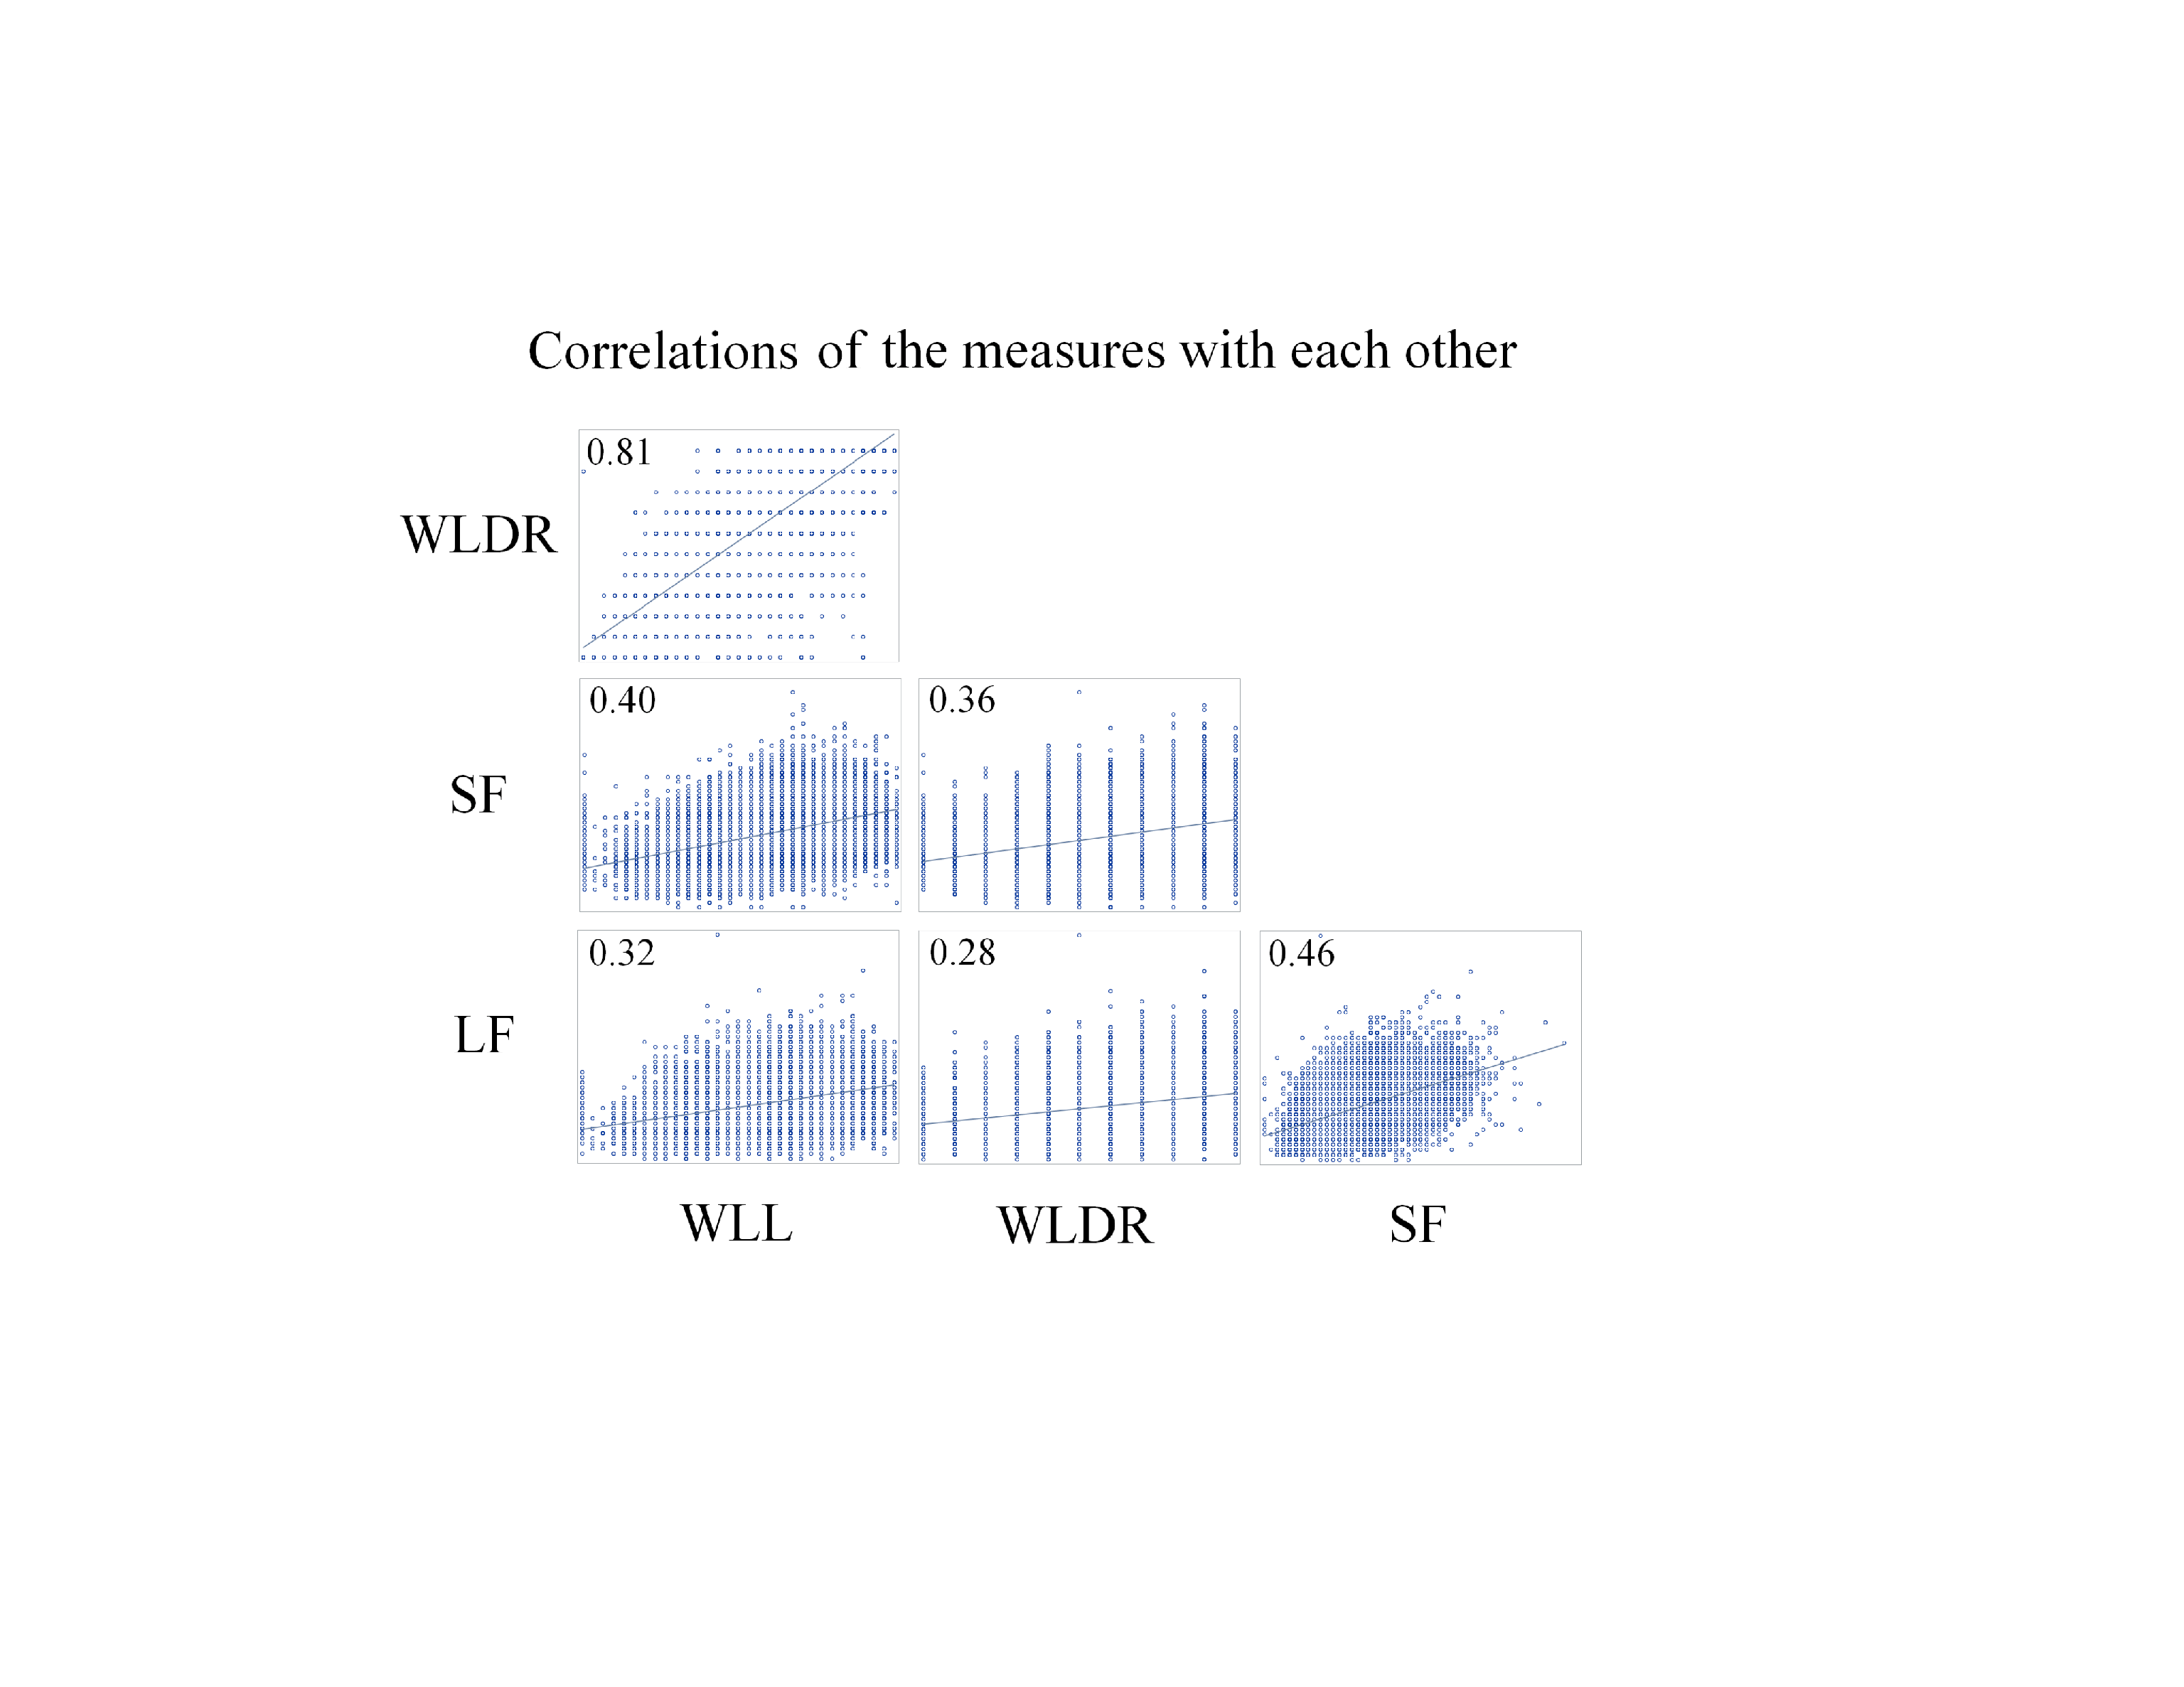 Correlations of the measures with each other
0.81
WLDR
0.40
0.36
SF
0.32
0.28
0.46
LF
WLL
WLDR
SF